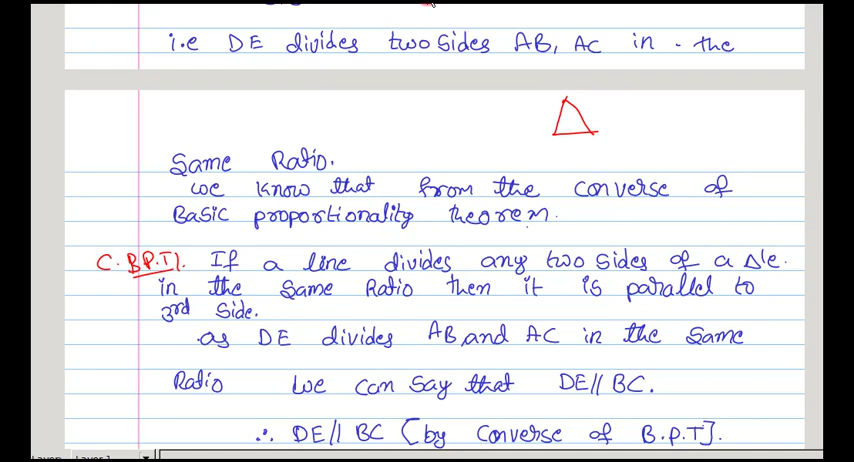 i.e DE divides two Sides AB, AC in - the
Same Ratio.
we know that from the converse of
Basic proportionality theorem.
C. B.P.T). If a line divides any two sides of a Δle.
in the Same Ratio then it is parallel to
3rd Side.
as DE divides AB, and AC in the same
Ratio we can say that DE// BC.
∴ DE// BC [by converse of B.P.T].